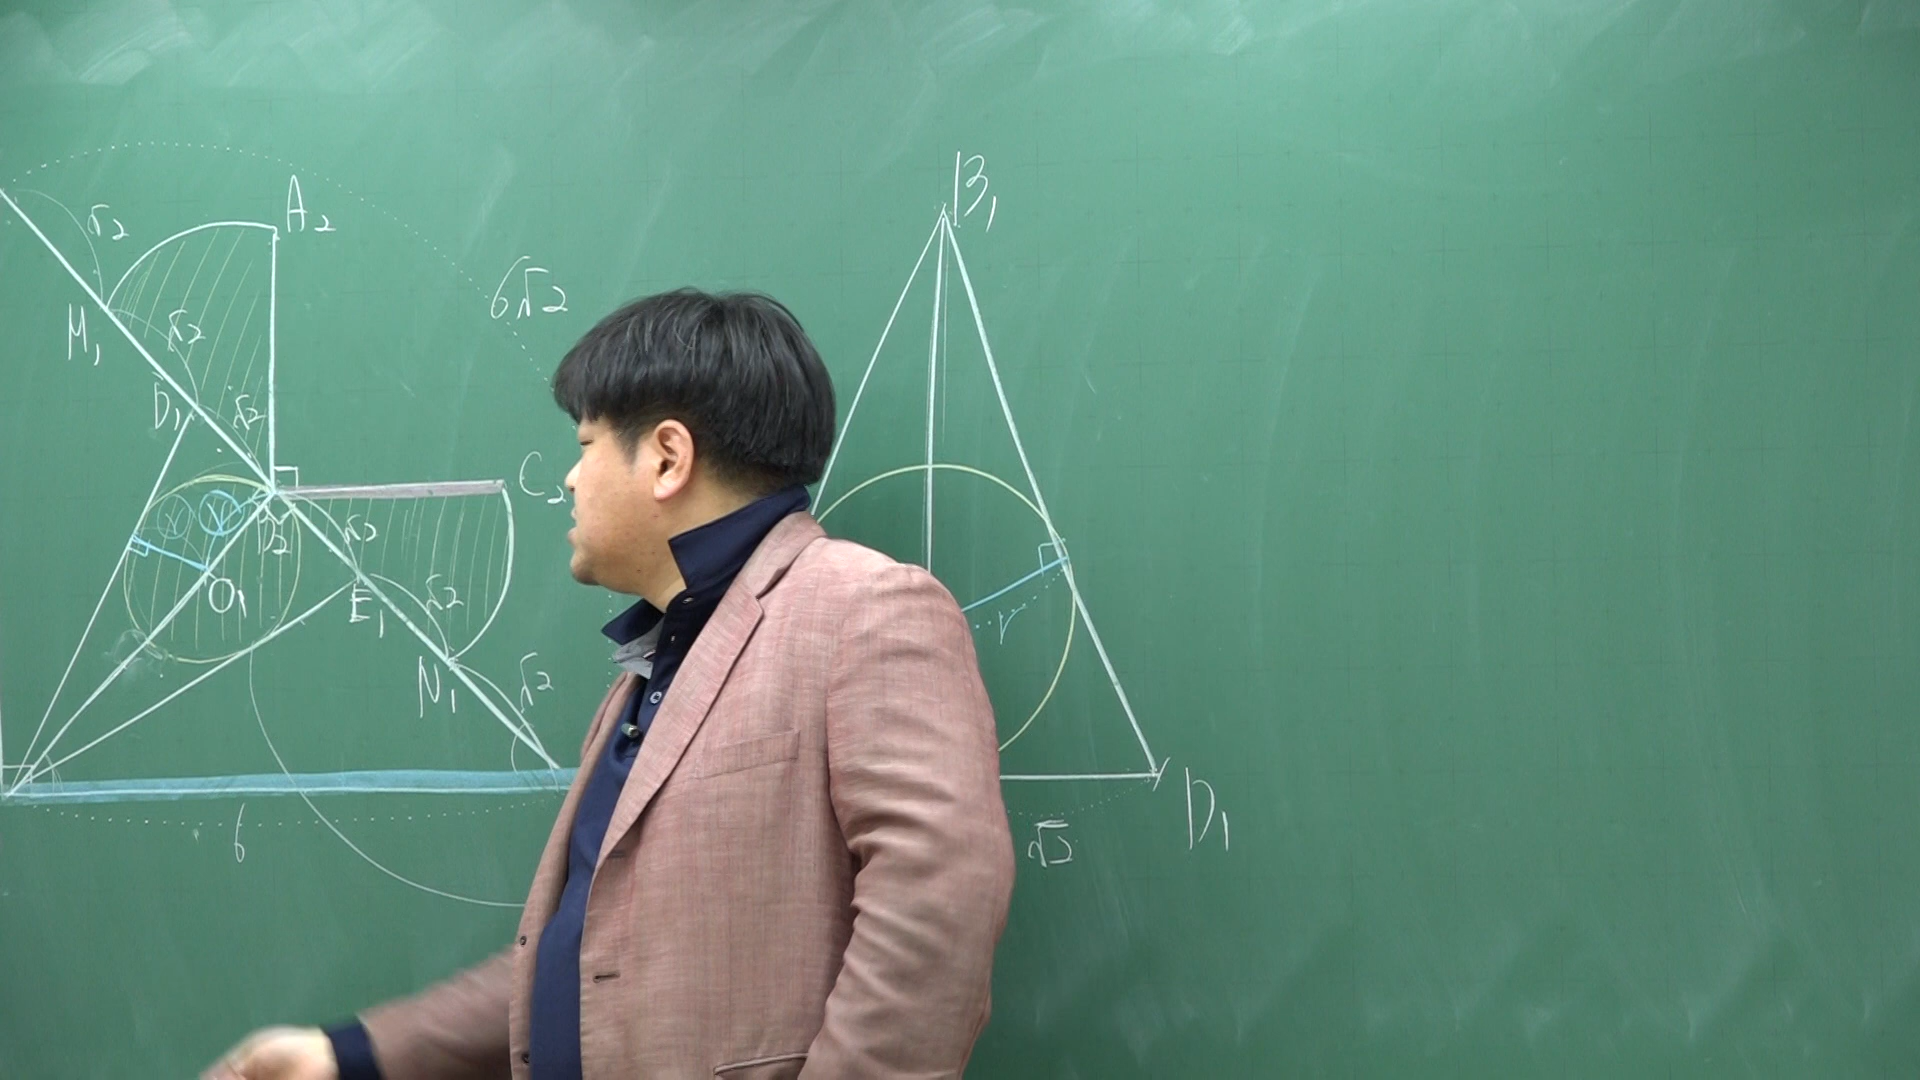 √2
A₂
6√2
M₁
√2
D₁
√2
C₂
B₂
√2
O₁
E₁
√2
N₁
√2
6
B₁
r
√2
D₁